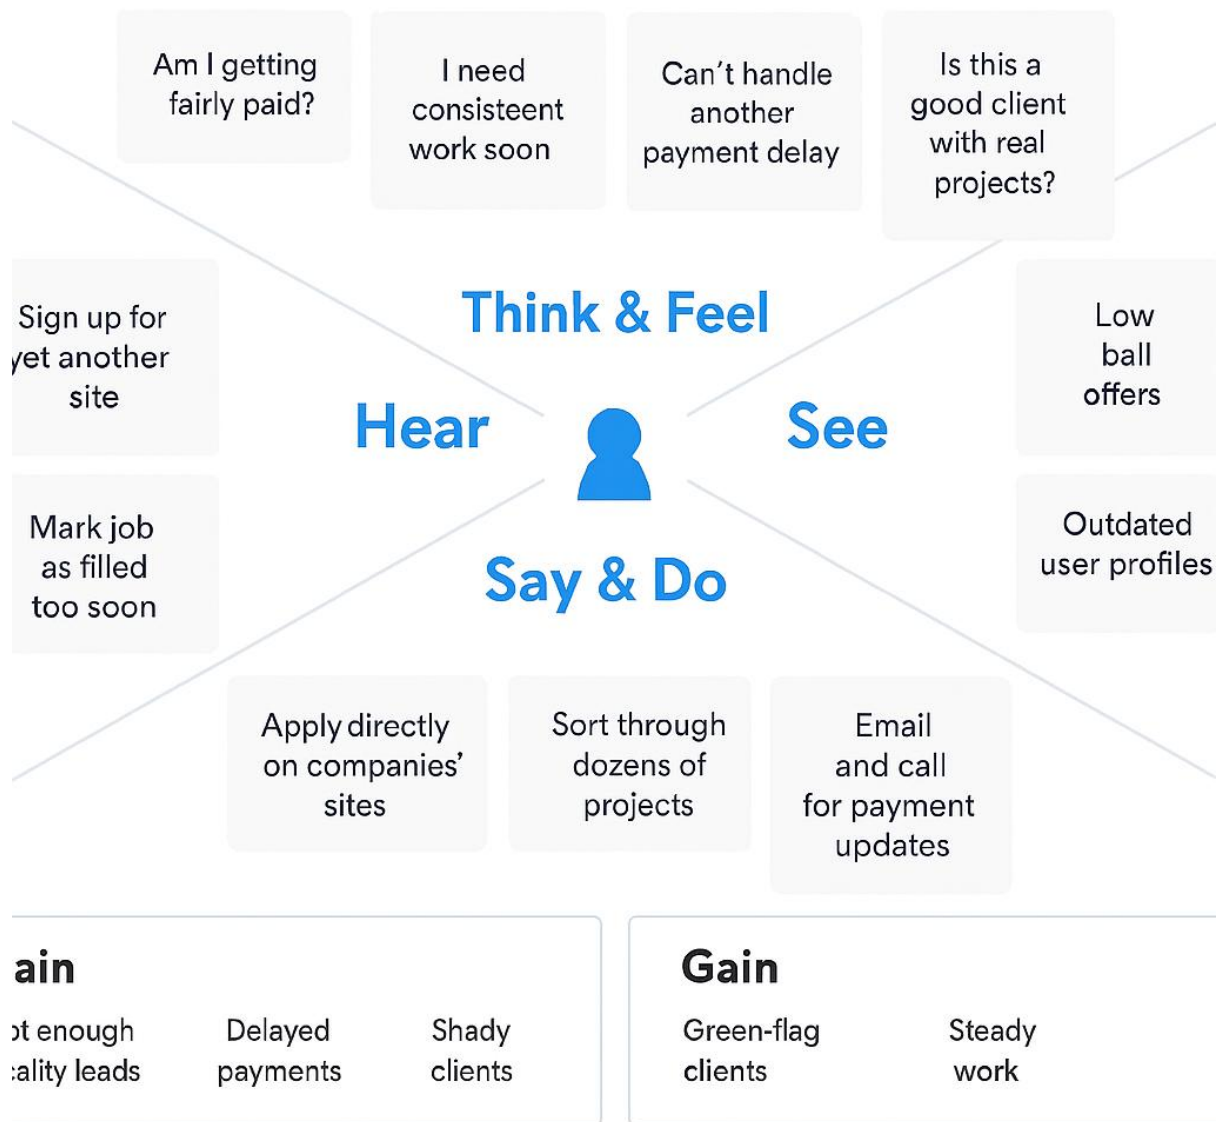 Am I getting
fairly paid?
I need
consisteent
work soon
Can't handle
another
payment delay
Is this a
good client
with real
projects?
Think & Feel
Hear
See
Say & Do
Sign up for
yet another
site
Mark job
as filled
too soon
Low
ball
offers
Outdated
user profiles
Apply directly
on companies'
sites
Sort through
dozens of
projects
Email
and call
for payment
updates
ain
enough
leads
Delayed
payments
Shady
clients
Gain
Green-flag
clients
Steady
work